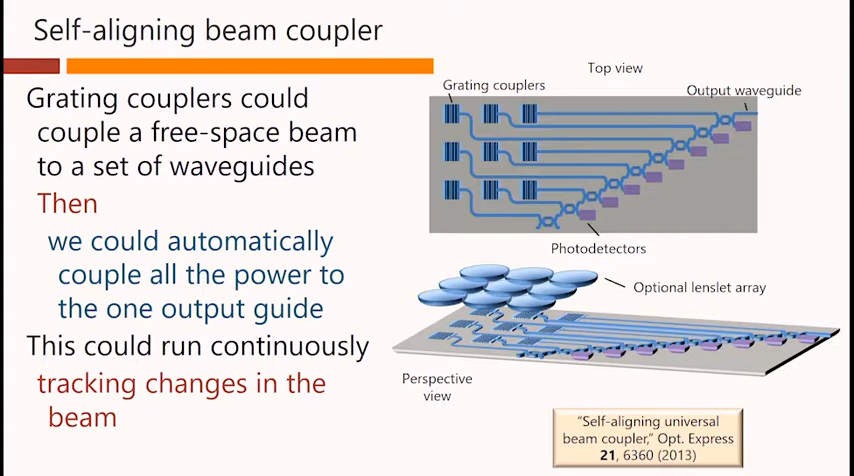 Self-aligning beam coupler
Grating couplers could
couple a free-space beam
to a set of waveguides
Then
we could automatically
couple all the power to
the one output guide
This could run continuously
tracking changes in the
beam
Top view
Grating couplers
Output waveguide
Photodetectors
Optional lenslet array
Perspective
view
“Self-aligning universal
beam coupler,” Opt. Express
21, 6360 (2013)